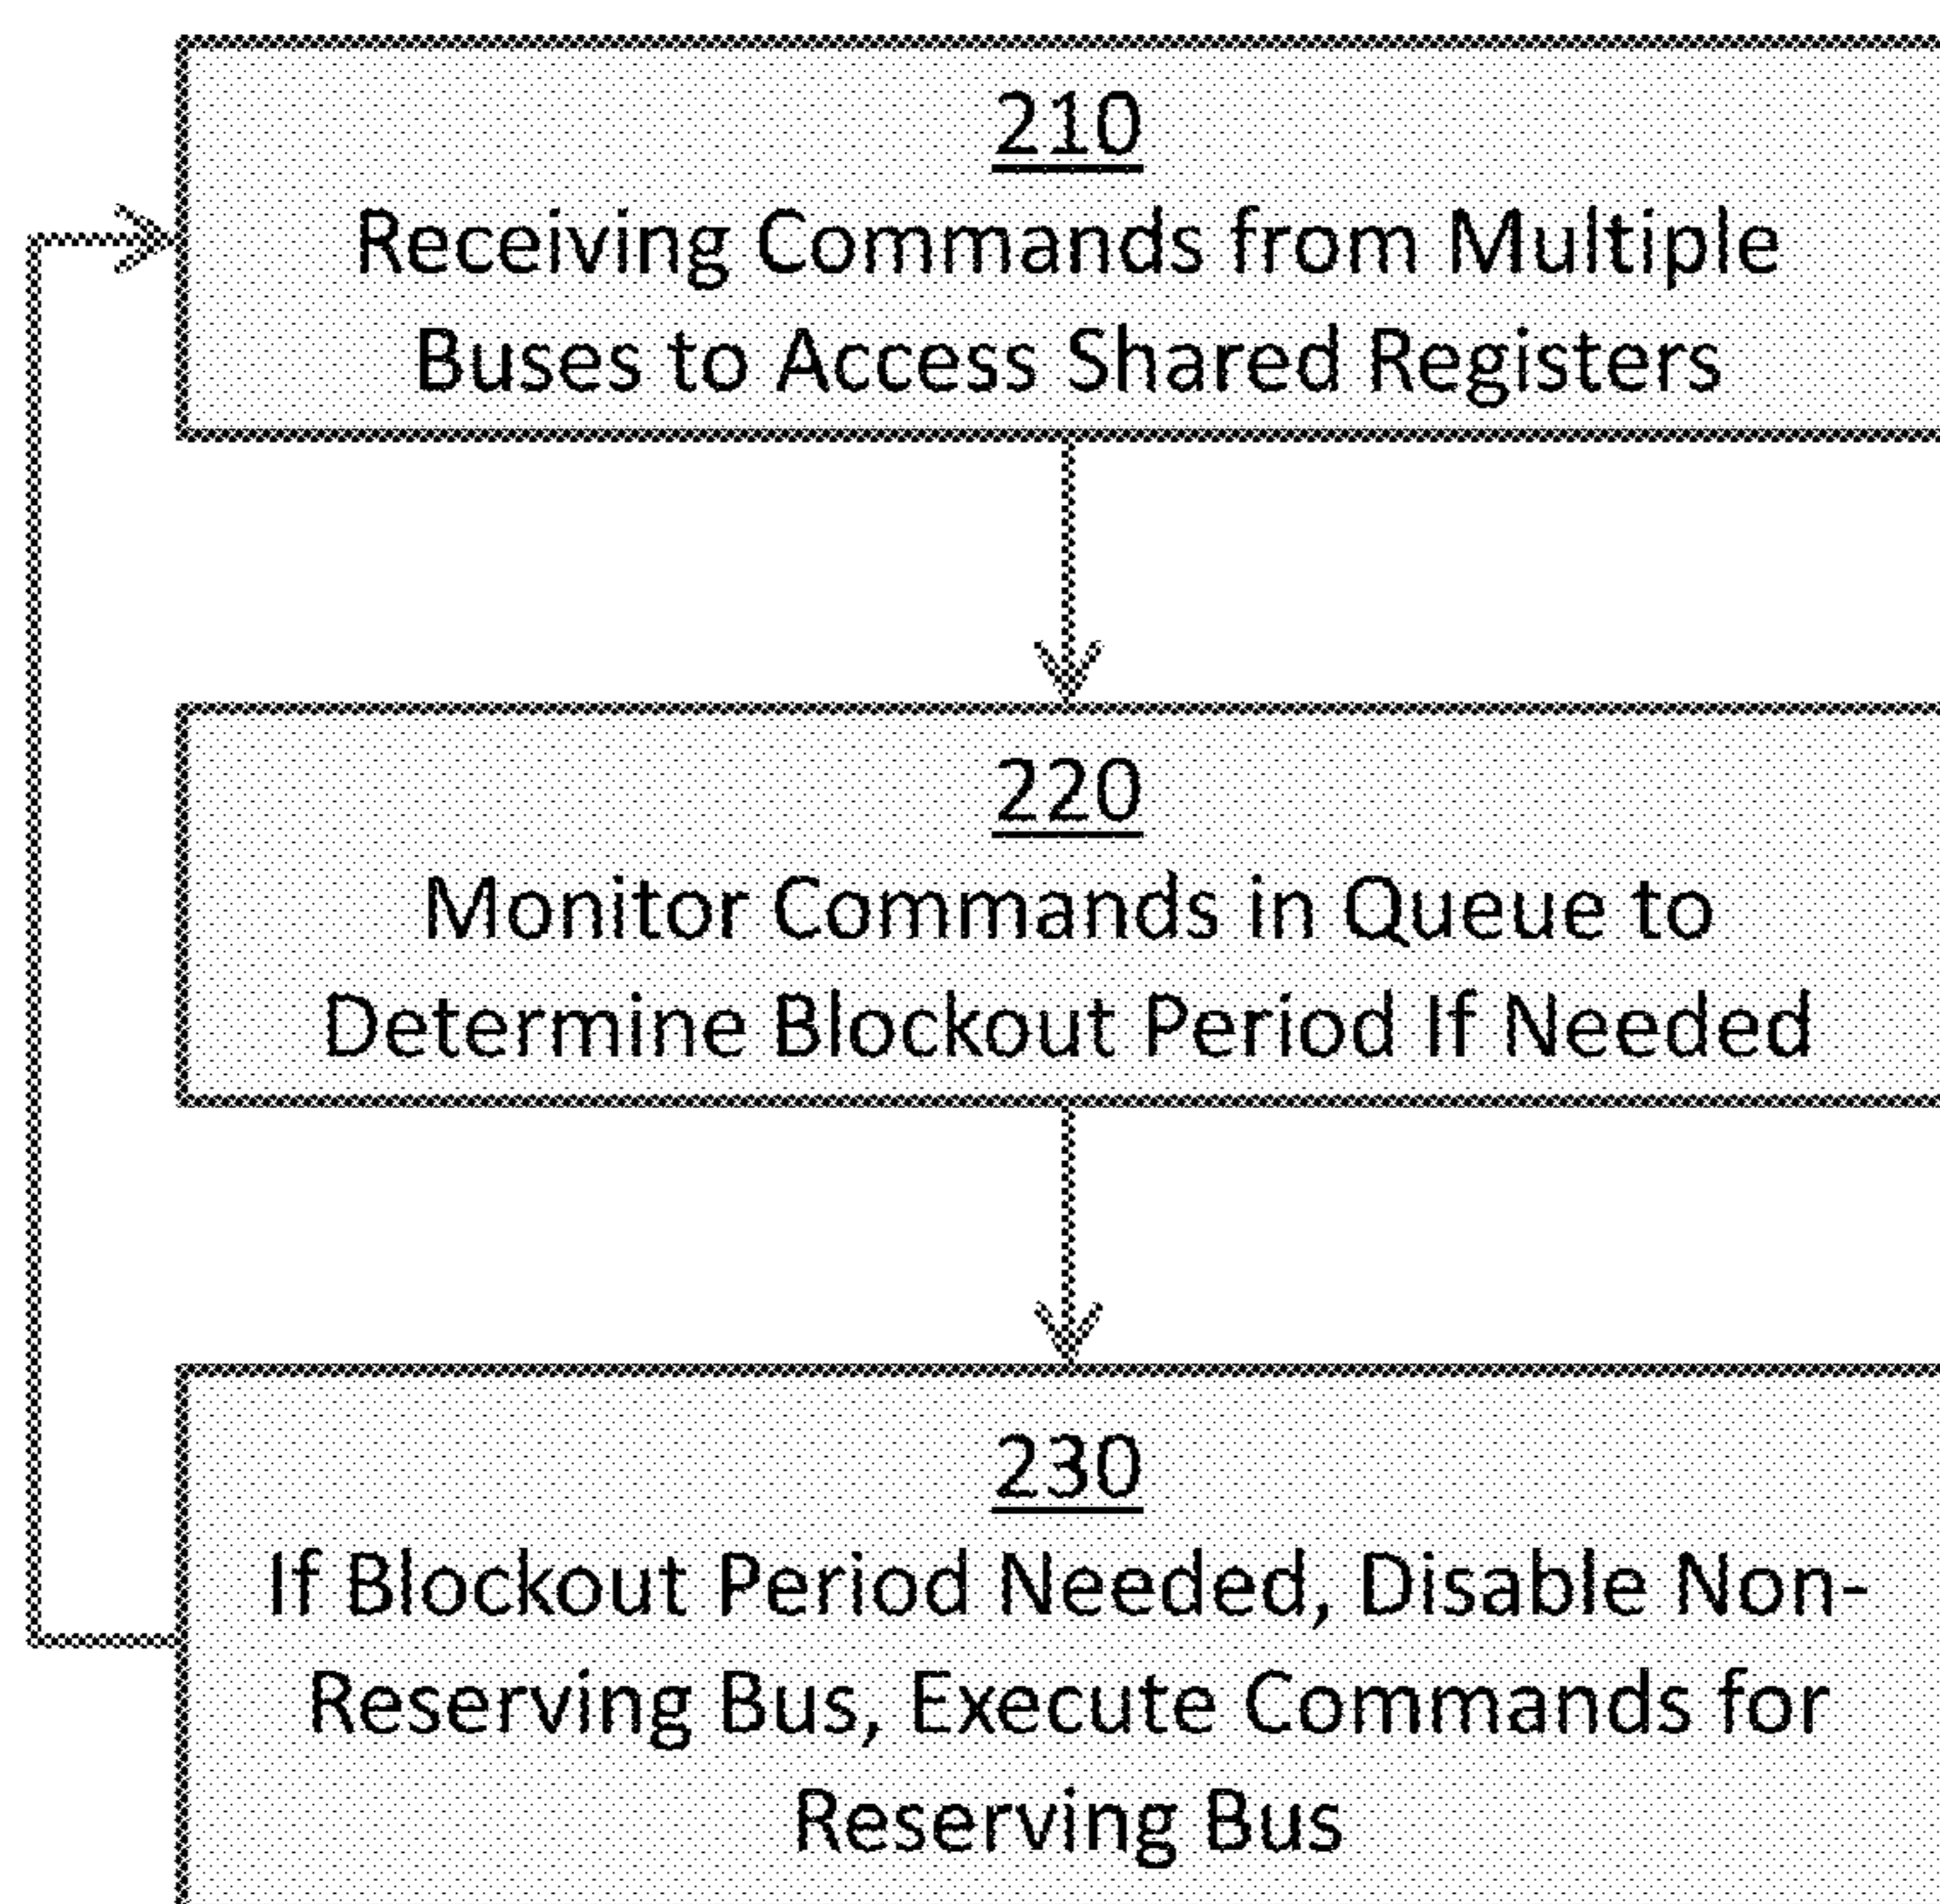 210
Receiving Commands from Multiple
Buses to Access Shared Registers
220
Monitor Commands in Queue to
Determine Blockout Period If Needed
230
If Blockout Period Needed, Disable Non-
Reserving Bus, Execute Commands for
Reserving Bus